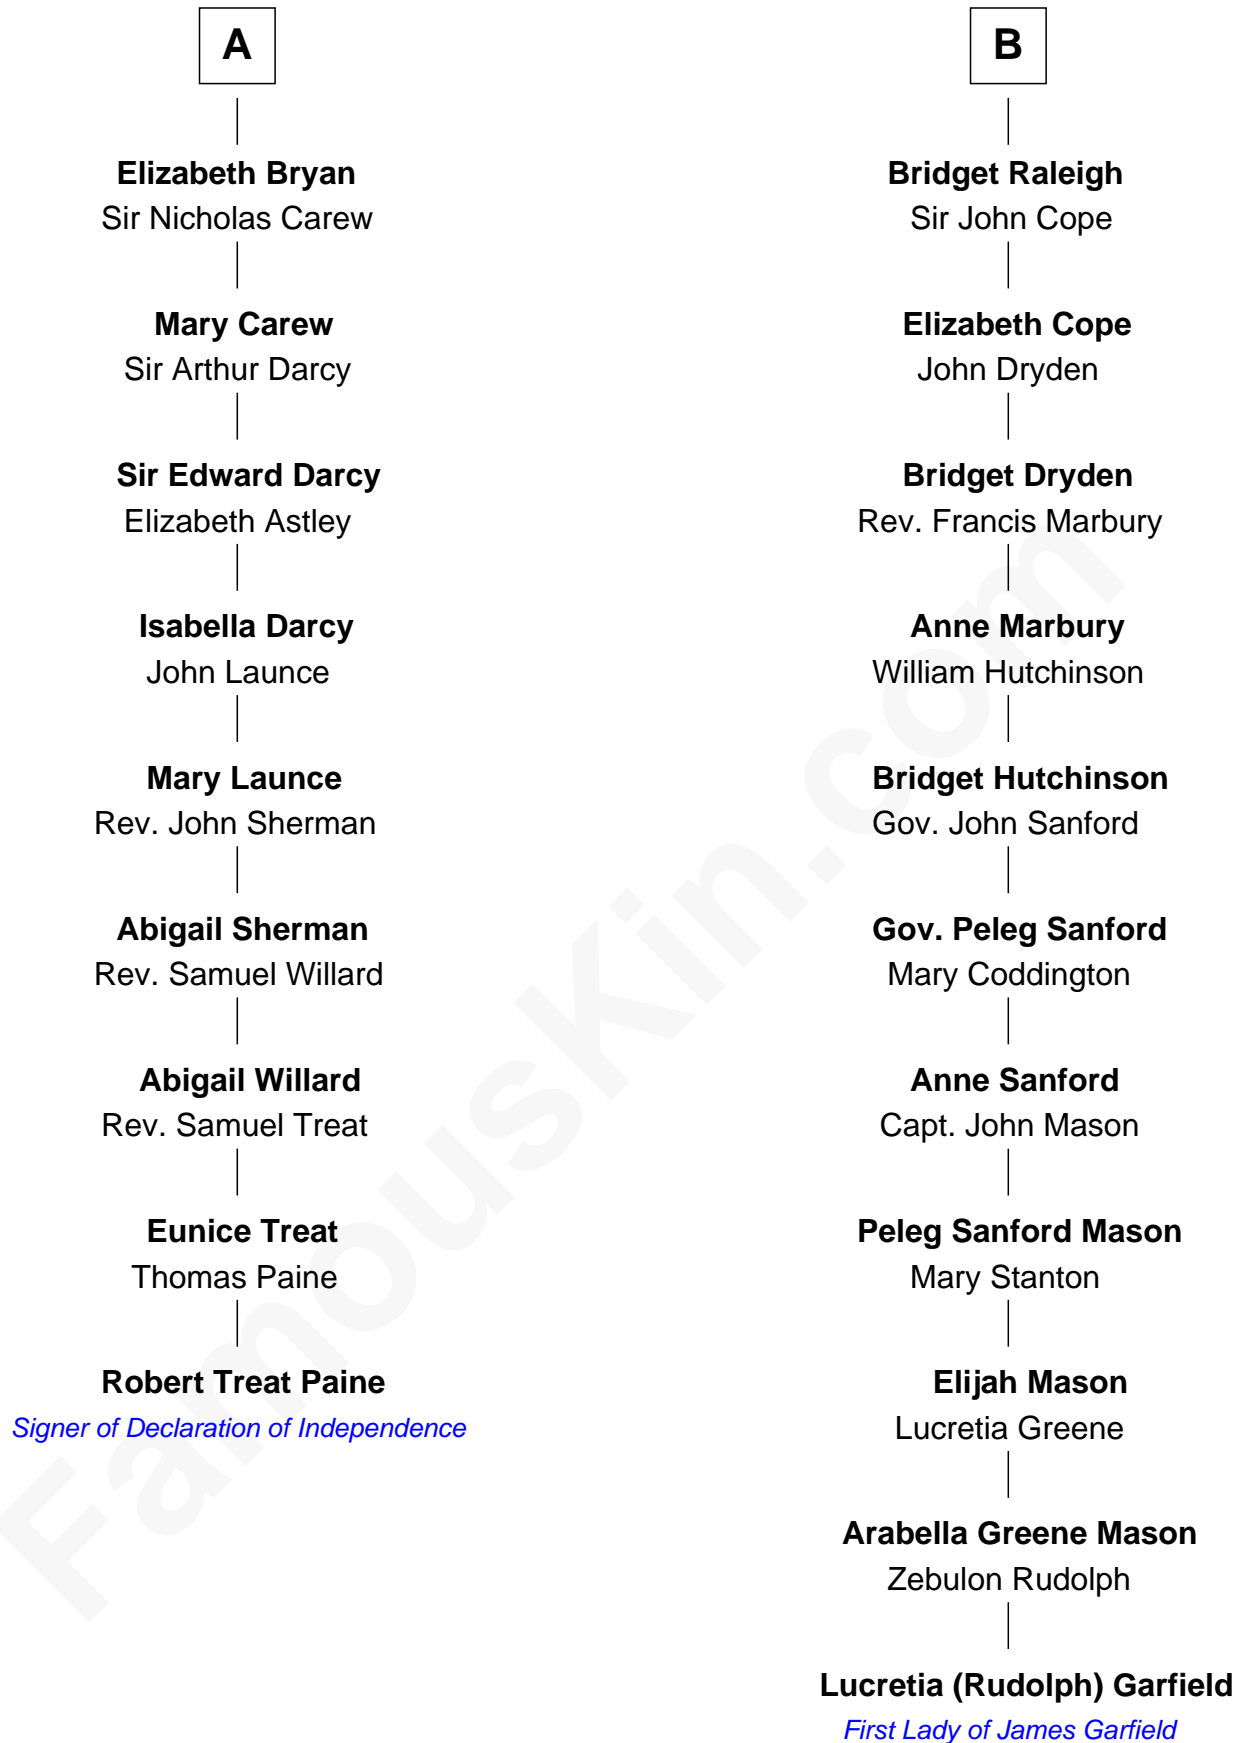 A
Elizabeth Bryan
Sir Nicholas Carew
Mary Carew
Sir Arthur Darcy
Sir Edward Darcy
Elizabeth Astley
Isabella Darcy
John Launce
Mary Launce
Rev. John Sherman
Abigail Sherman
Rev. Samuel Willard
Abigail Willard
Rev. Samuel Treat
Eunice Treat
Thomas Paine
Robert Treat Paine
Signer of Declaration of Independence
B
Bridget Raleigh
Sir John Cope
Elizabeth Cope
John Dryden
Bridget Dryden
Rev. Francis Marbury
Anne Marbury
William Hutchinson
Bridget Hutchinson
Gov. John Sanford
Gov. Peleg Sanford
Mary Coddington
Anne Sanford
Capt. John Mason
Peleg Sanford Mason
Mary Stanton
Elijah Mason
Lucretia Greene
Arabella Greene Mason
Zebulon Rudolph
Lucretia (Rudolph) Garfield
First Lady of James Garfield
FamousKin.com